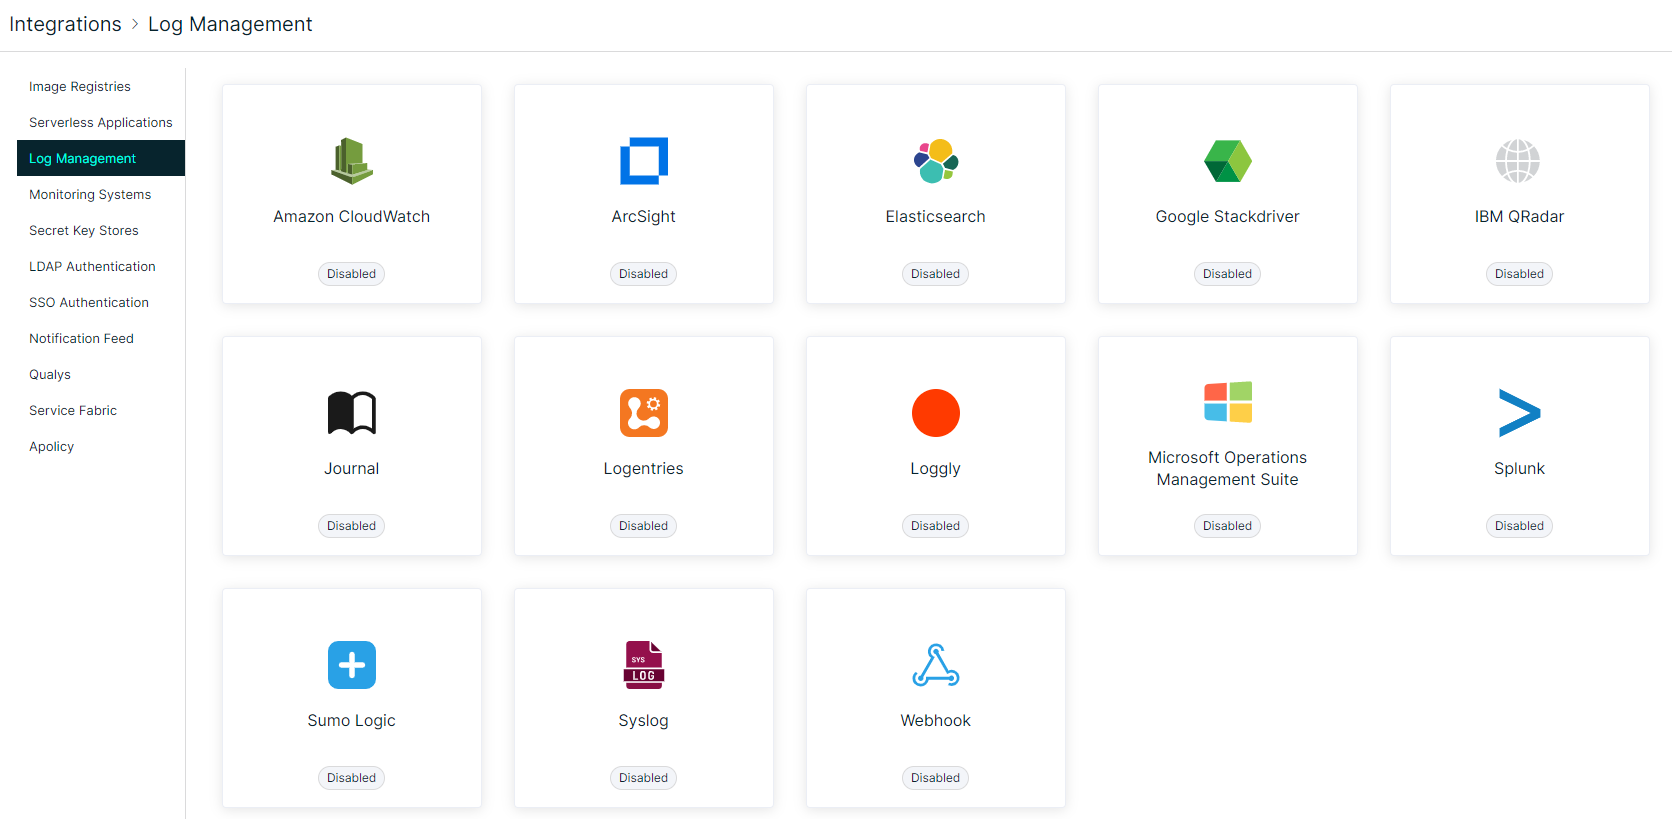 Integrations > Log Management
Image Registries
Serverless Applications
Log Management
Monitoring Systems
Secret Key Stores
LDAP Authentication
SSO Authentication
Notification Feed
Qualys
Service Fabric
Apolicy
Amazon CloudWatch
Disabled
ArcSight
Disabled
Elasticsearch
Disabled
Google Stackdriver
Disabled
IBM QRadar
Disabled
Journal
Disabled
Logentries
Disabled
Loggly
Disabled
Microsoft Operations
Management Suite
Disabled
Splunk
Disabled
Sumo Logic
Disabled
SYS
LOG
Syslog
Disabled
Webhook
Disabled